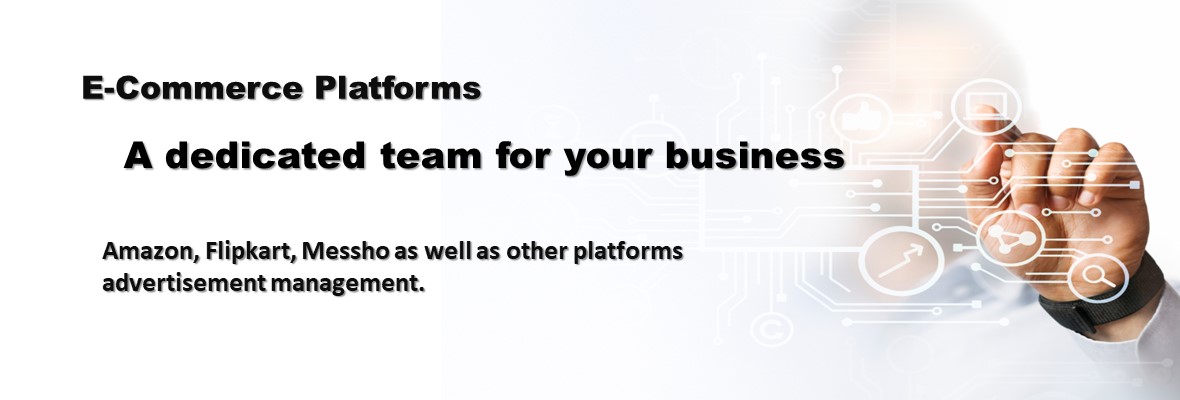 E-Commerce Platforms
A dedicated team for your business
Amazon, Flipkart, Messho as well as other platforms
advertisement management.
C